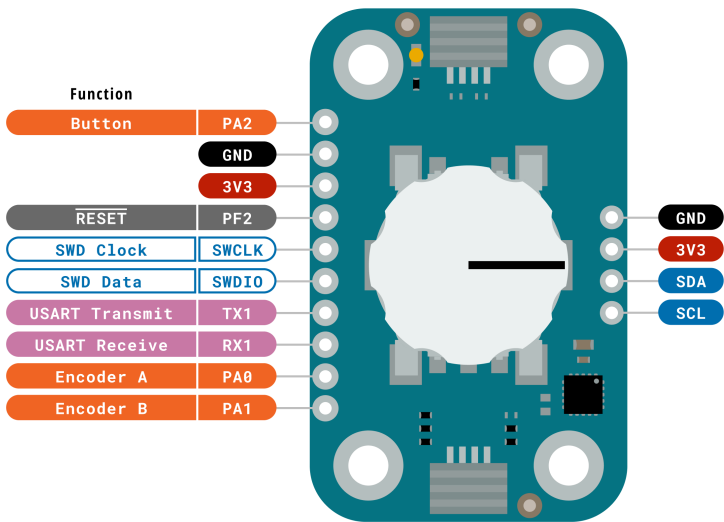 Function
Button PA2
GND
3V3
RESET PF2
SWD Clock SWCLK
SWD Data SWDIO
USART Transmit TX1
USART Receive RX1
Encoder A PA0
Encoder B PA1
GND
3V3
SDA
SCL